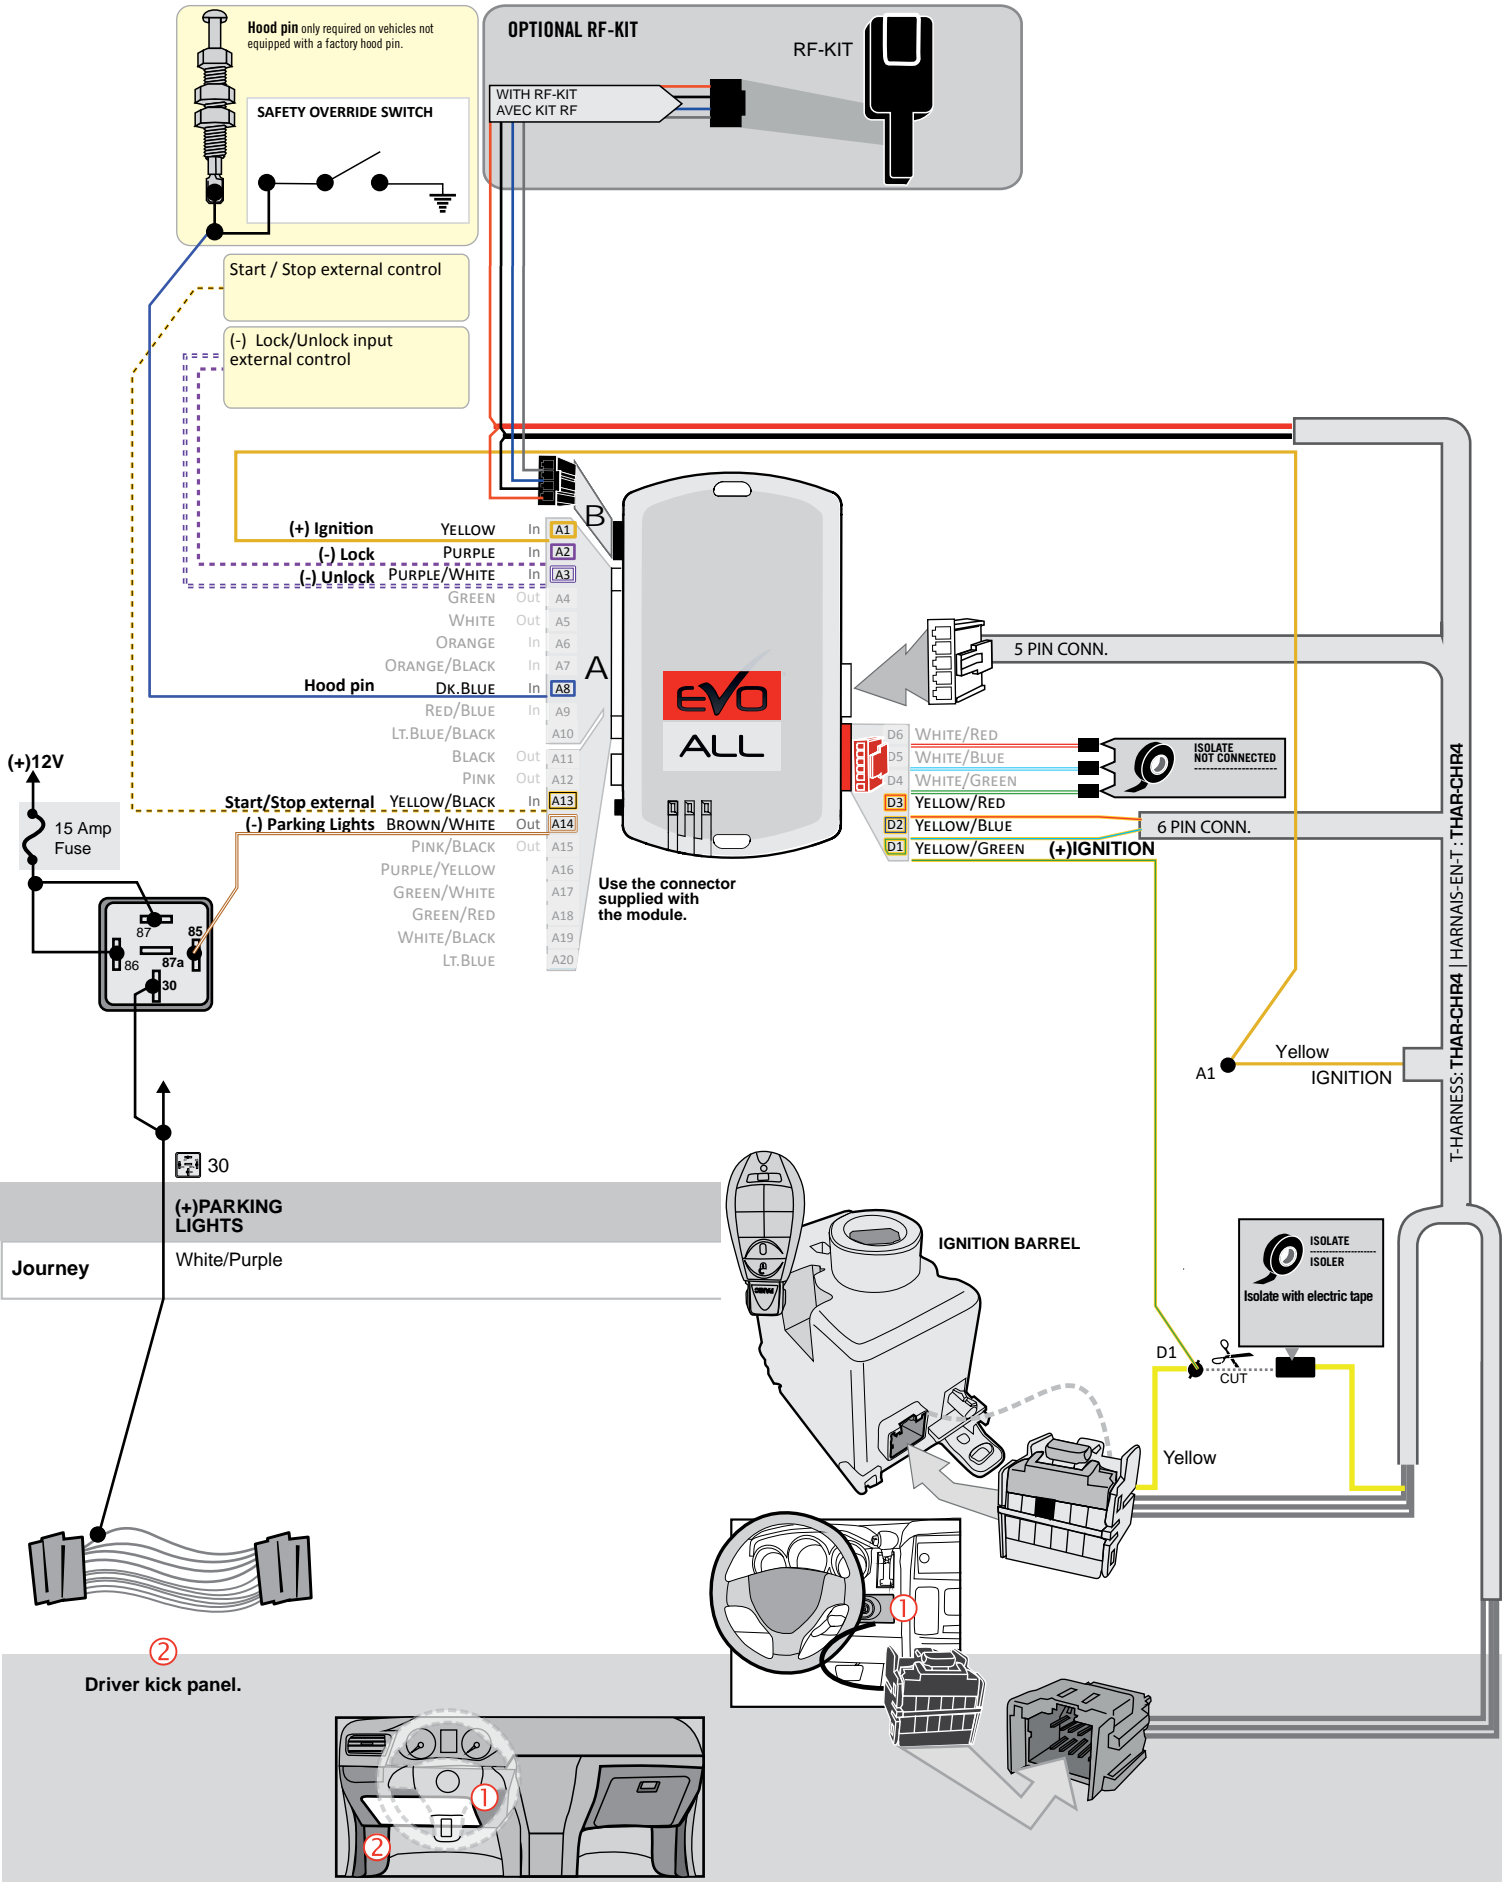 Hood pin only required on vehicles not
equipped with a factory hood pin.
SAFETY OVERRIDE SWITCH
OPTIONAL RF-KIT
RF-KIT
WITH RF-KIT
AVEC KIT RF
Start / Stop external control
(-) Lock/Unlock input
external control
B
A
(+) Ignition YELLOW In A1
(-) Lock PURPLE In A2
(-) Unlock PURPLE/WHITE In A3
GREEN Out A4
WHITE Out A5
ORANGE In A6
ORANGE/BLACK In A7
Hood pin DK.BLUE In A8
RED/BLUE In A9
LT.BLUE/BLACK A10
BLACK Out A11
PINK Out A12
Start/Stop external YELLOW/BLACK In A13
(-) Parking Lights BROWN/WHITE Out A14
PINK/BLACK Out A15
PURPLE/YELLOW A16
GREEN/WHITE A17
GREEN/RED A18
WHITE/BLACK A19
LT.BLUE A20
EVO
ALL
Use the connector
supplied with
the module.
5 PIN CONN.
D6 WHITE/RED
D5 WHITE/BLUE
D4 WHITE/GREEN
D3 YELLOW/RED
D2 YELLOW/BLUE
D1 YELLOW/GREEN (+)IGNITION
ISOLATE
NOT CONNECTED
6 PIN CONN.
T-HARNESS: THAR-CHR4 | HARNAIS-EN-T : THAR-CHR4
(+)12V
15 Amp
Fuse
87
85
86
87a
30
A1
Yellow
IGNITION
30
(+)PARKING
LIGHTS
Journey
White/Purple
PANIC
IGNITION BARREL
ISOLATE
ISOLER
Isolate with electric tape
D1
CUT
Yellow
1
2
Driver kick panel.
1
2